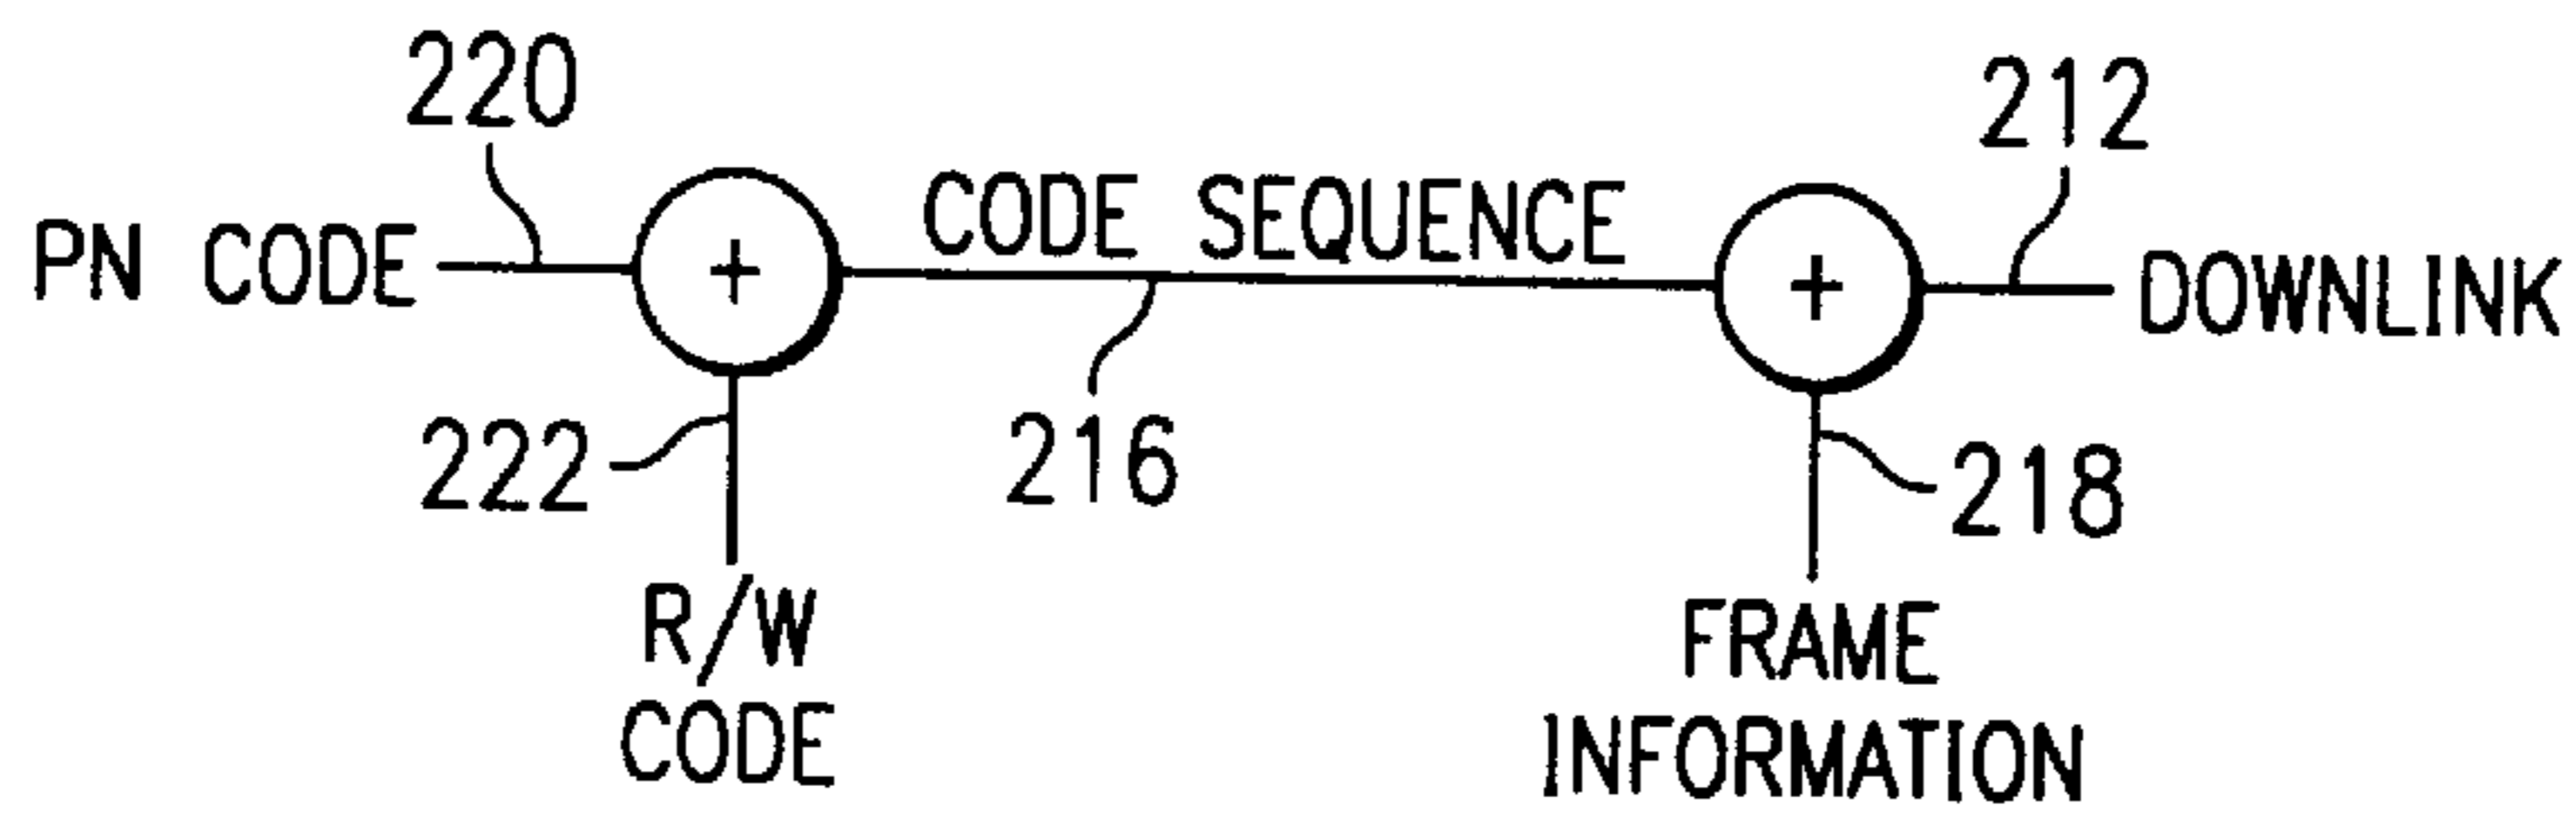 220
212
PN CODE
+
CODE SEQUENCE
+
DOWNLINK
222
216
218
R/W
CODE
FRAME
INFORMATION